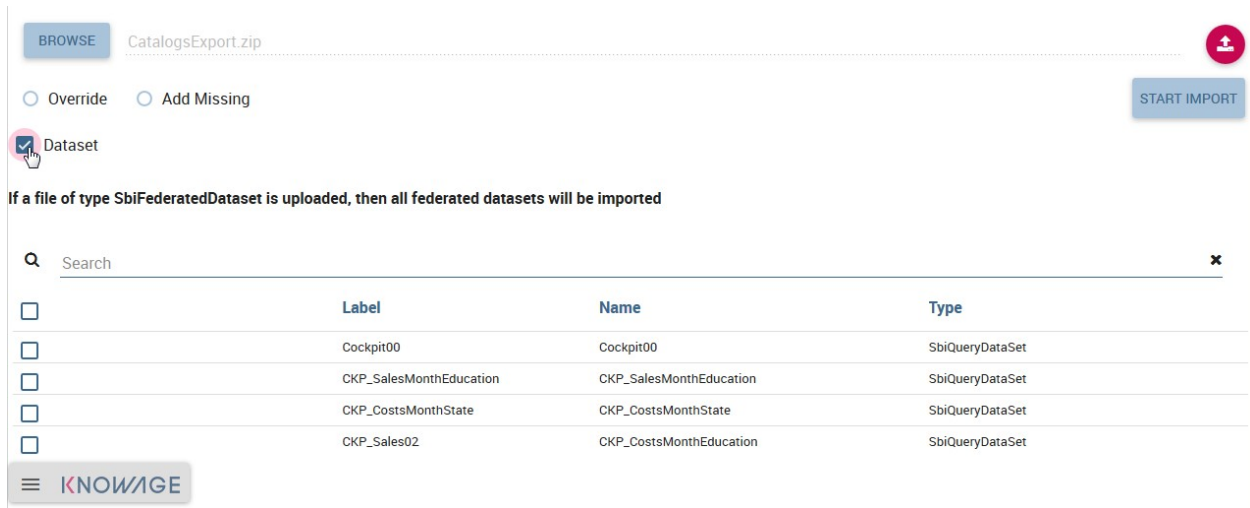 BROWSE CatalogsExport.zip
Override Add Missing START IMPORT
Dataset
If a file of type SbiFederatedDataset is uploaded, then all federated datasets will be imported
Search
Label Name Type
Cockpit00 Cockpit00 SbiQueryDataSet
CKP_SalesMonthEducation CKP_SalesMonthEducation SbiQueryDataSet
CKP_CostsMonthState CKP_CostsMonthState SbiQueryDataSet
CKP_Sales02 CKP_CostsMonthEducation SbiQueryDataSet
KNOWAGE